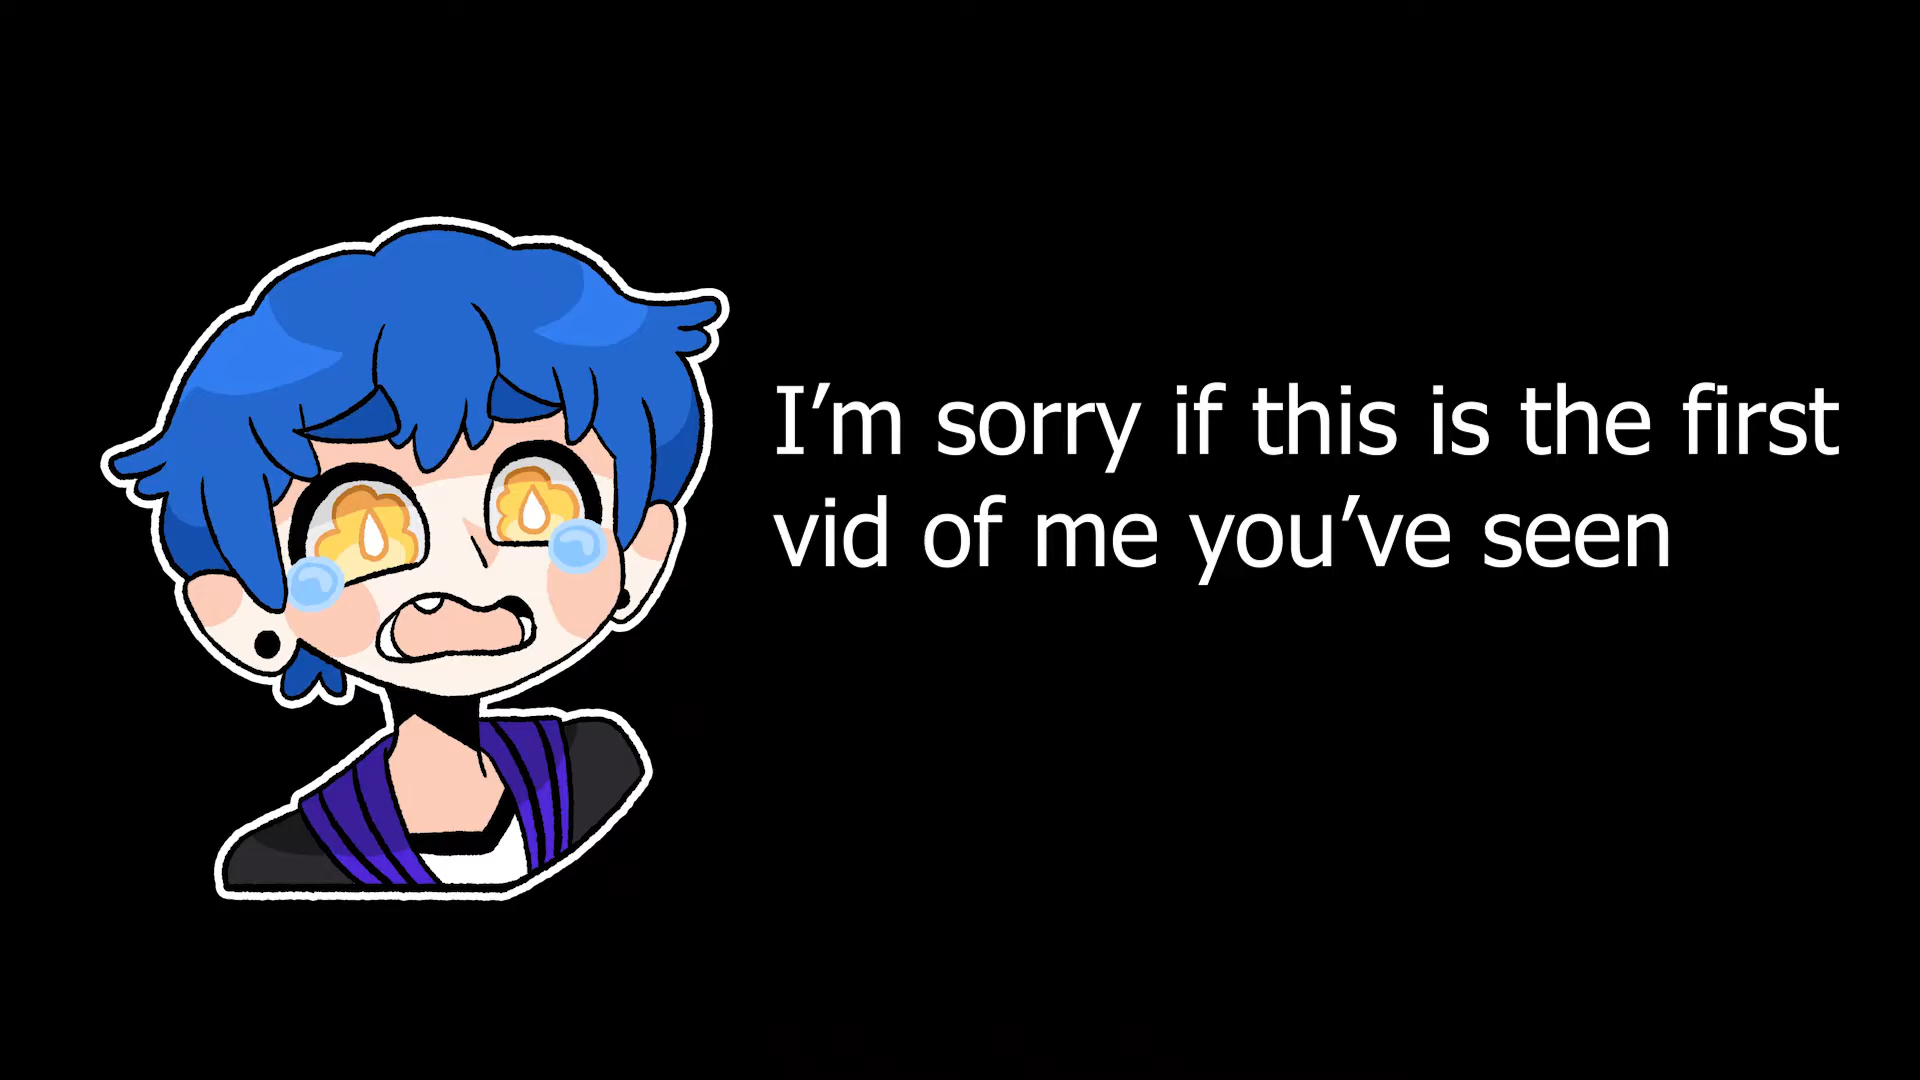 I’m sorry if this is the first
vid of me you’ve seen